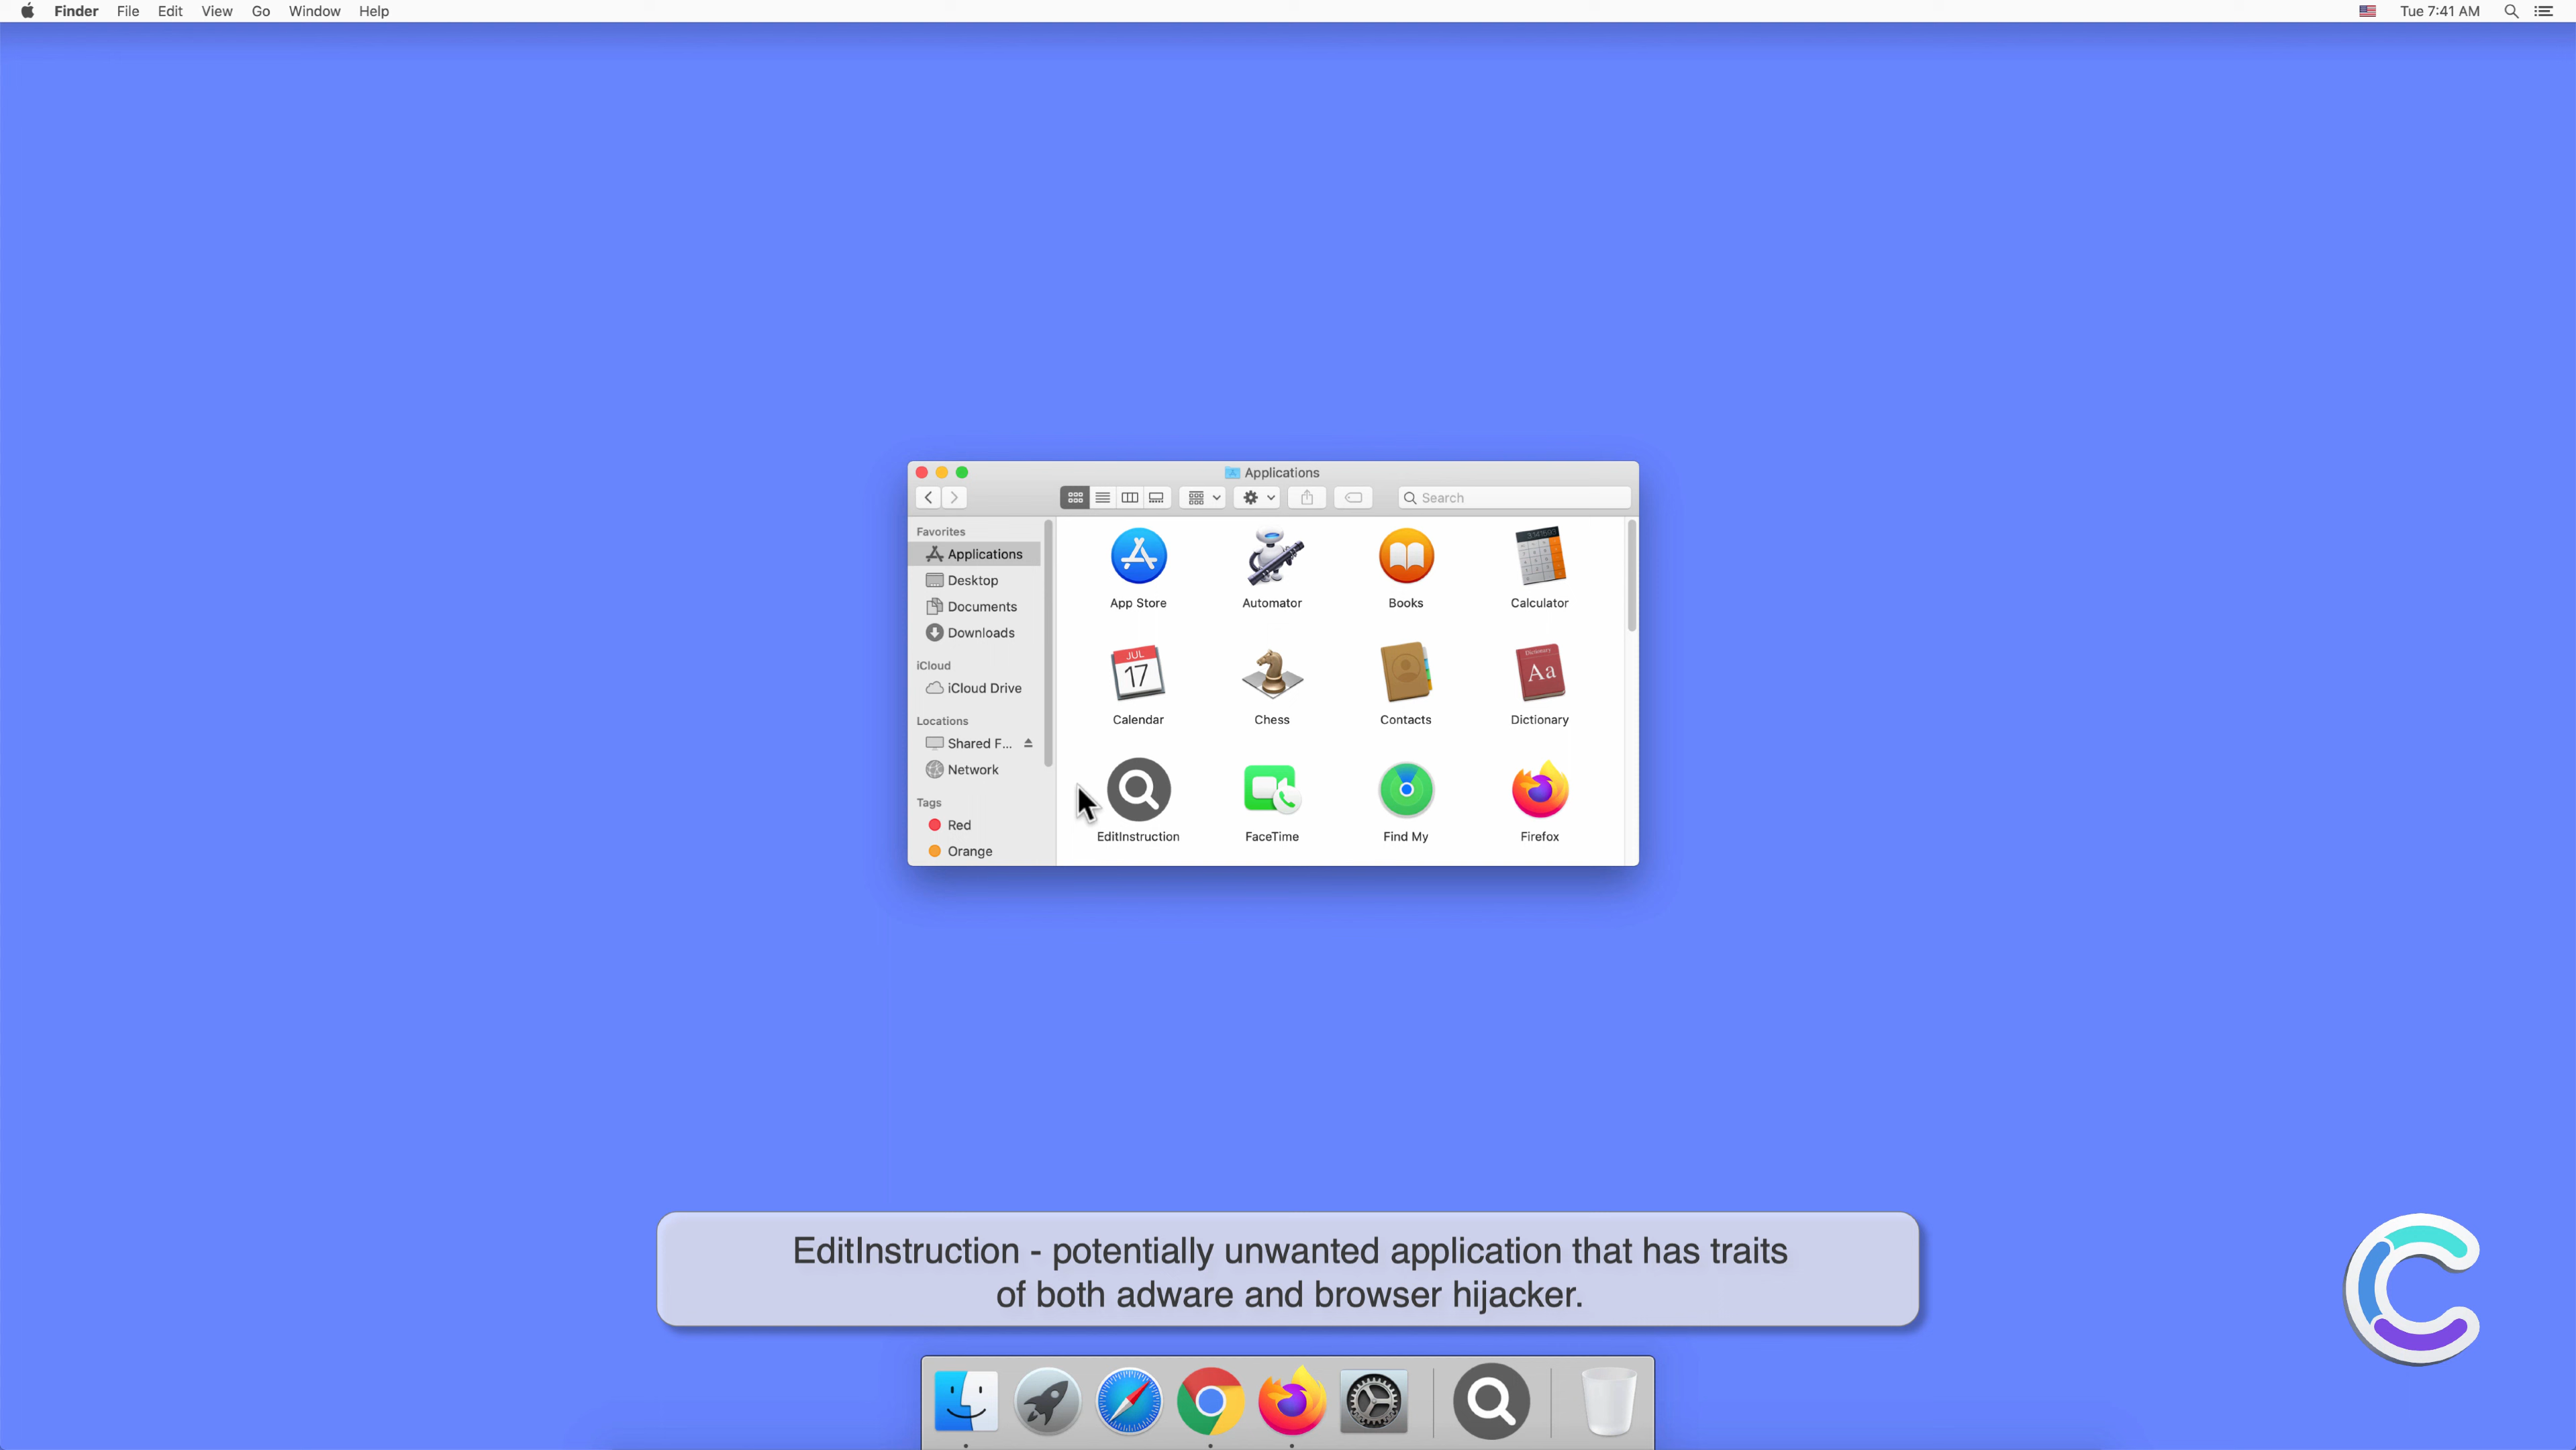 Finder File Edit View Go Window Help Tue 7:41 AM
Applications
Search
Favorites
Applications
Desktop
Documents
Downloads
iCloud
iCloud Drive
Locations
Shared F...
Network
Tags
Red
Orange
App Store Automator Books Calculator
JUL
17
Dictionary
Aa
Calendar Chess Contacts Dictionary
EditInstruction FaceTime Find My Firefox
EditInstruction - potentially unwanted application that has traits
of both adware and browser hijacker.